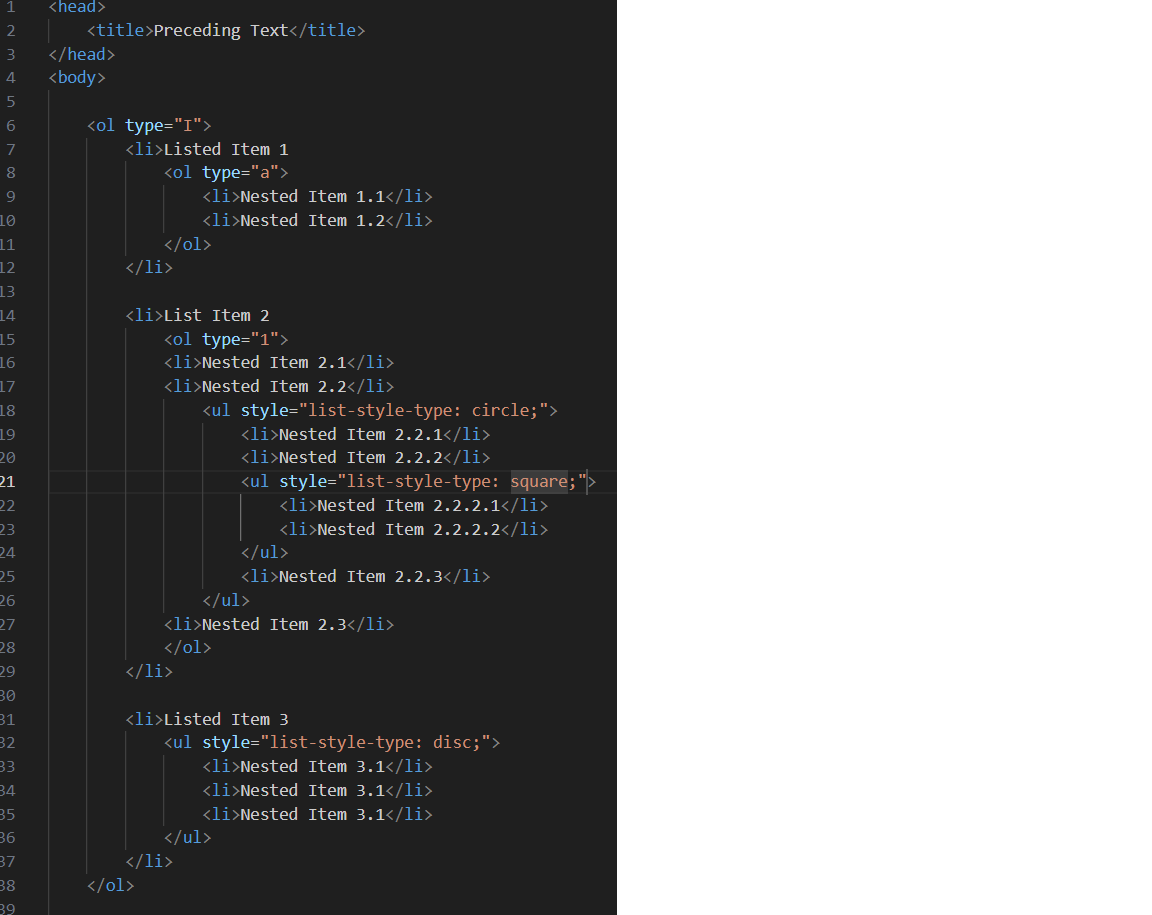 1 <head>
2     <title>Preceding Text</title>
3 </head>
4 <body>
5
6     <ol type="I">
7         <li>Listed Item 1
8             <ol type="a">
9                 <li>Nested Item 1.1</li>
10                 <li>Nested Item 1.2</li>
11             </ol>
12         </li>
13
14         <li>List Item 2
15             <ol type="1">
16             <li>Nested Item 2.1</li>
17             <li>Nested Item 2.2</li>
18                 <ul style="list-style-type: circle;">
19                     <li>Nested Item 2.2.1</li>
20                     <li>Nested Item 2.2.2</li>
21                     <ul style="list-style-type: square;">
22                         <li>Nested Item 2.2.2.1</li>
23                         <li>Nested Item 2.2.2.2</li>
24                     </ul>
25                     <li>Nested Item 2.2.3</li>
26                 </ul>
27             <li>Nested Item 2.3</li>
28             </ol>
29         </li>
30
31         <li>Listed Item 3
32             <ul style="list-style-type: disc;">
33                 <li>Nested Item 3.1</li>
34                 <li>Nested Item 3.1</li>
35                 <li>Nested Item 3.1</li>
36             </ul>
37         </li>
38     </ol>
39